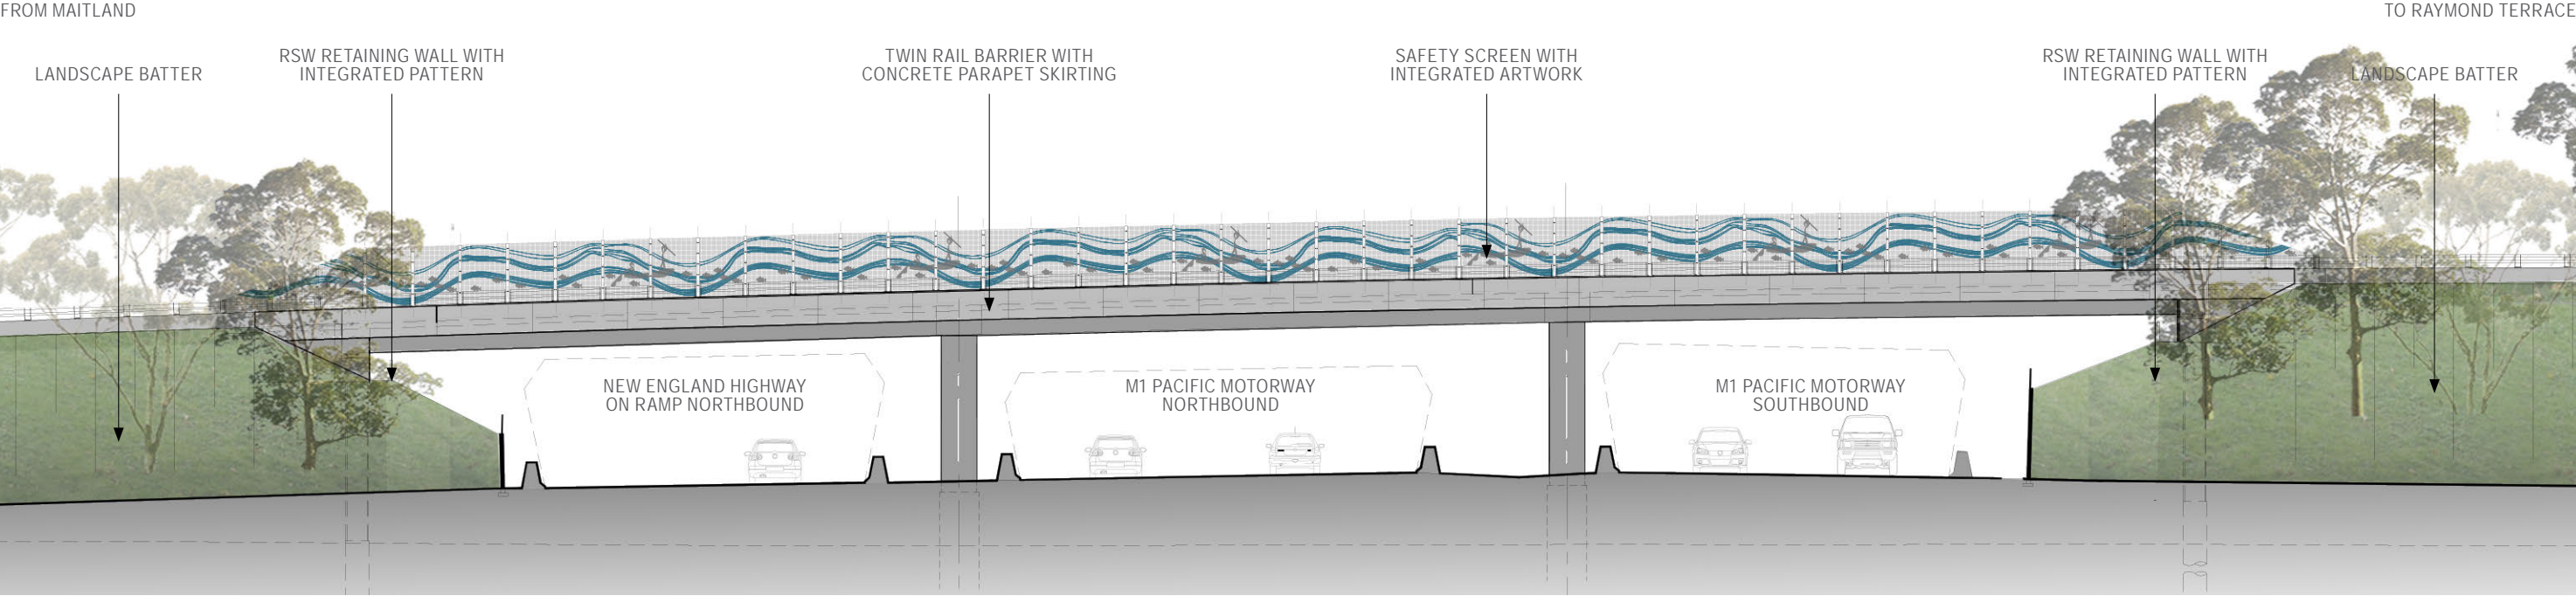 FROM MAITLAND
TO RAYMOND TERRACE
LANDSCAPE BATTER
RSW RETAINING WALL WITH
INTEGRATED PATTERN
TWIN RAIL BARRIER WITH
CONCRETE PARAPET SKIRTING
SAFETY SCREEN WITH
INTEGRATED ARTWORK
RSW RETAINING WALL WITH
INTEGRATED PATTERN
LANDSCAPE BATTER
NEW ENGLAND HIGHWAY
ON RAMP NORTHBOUND
M1 PACIFIC MOTORWAY
NORTHBOUND
M1 PACIFIC MOTORWAY
SOUTHBOUND